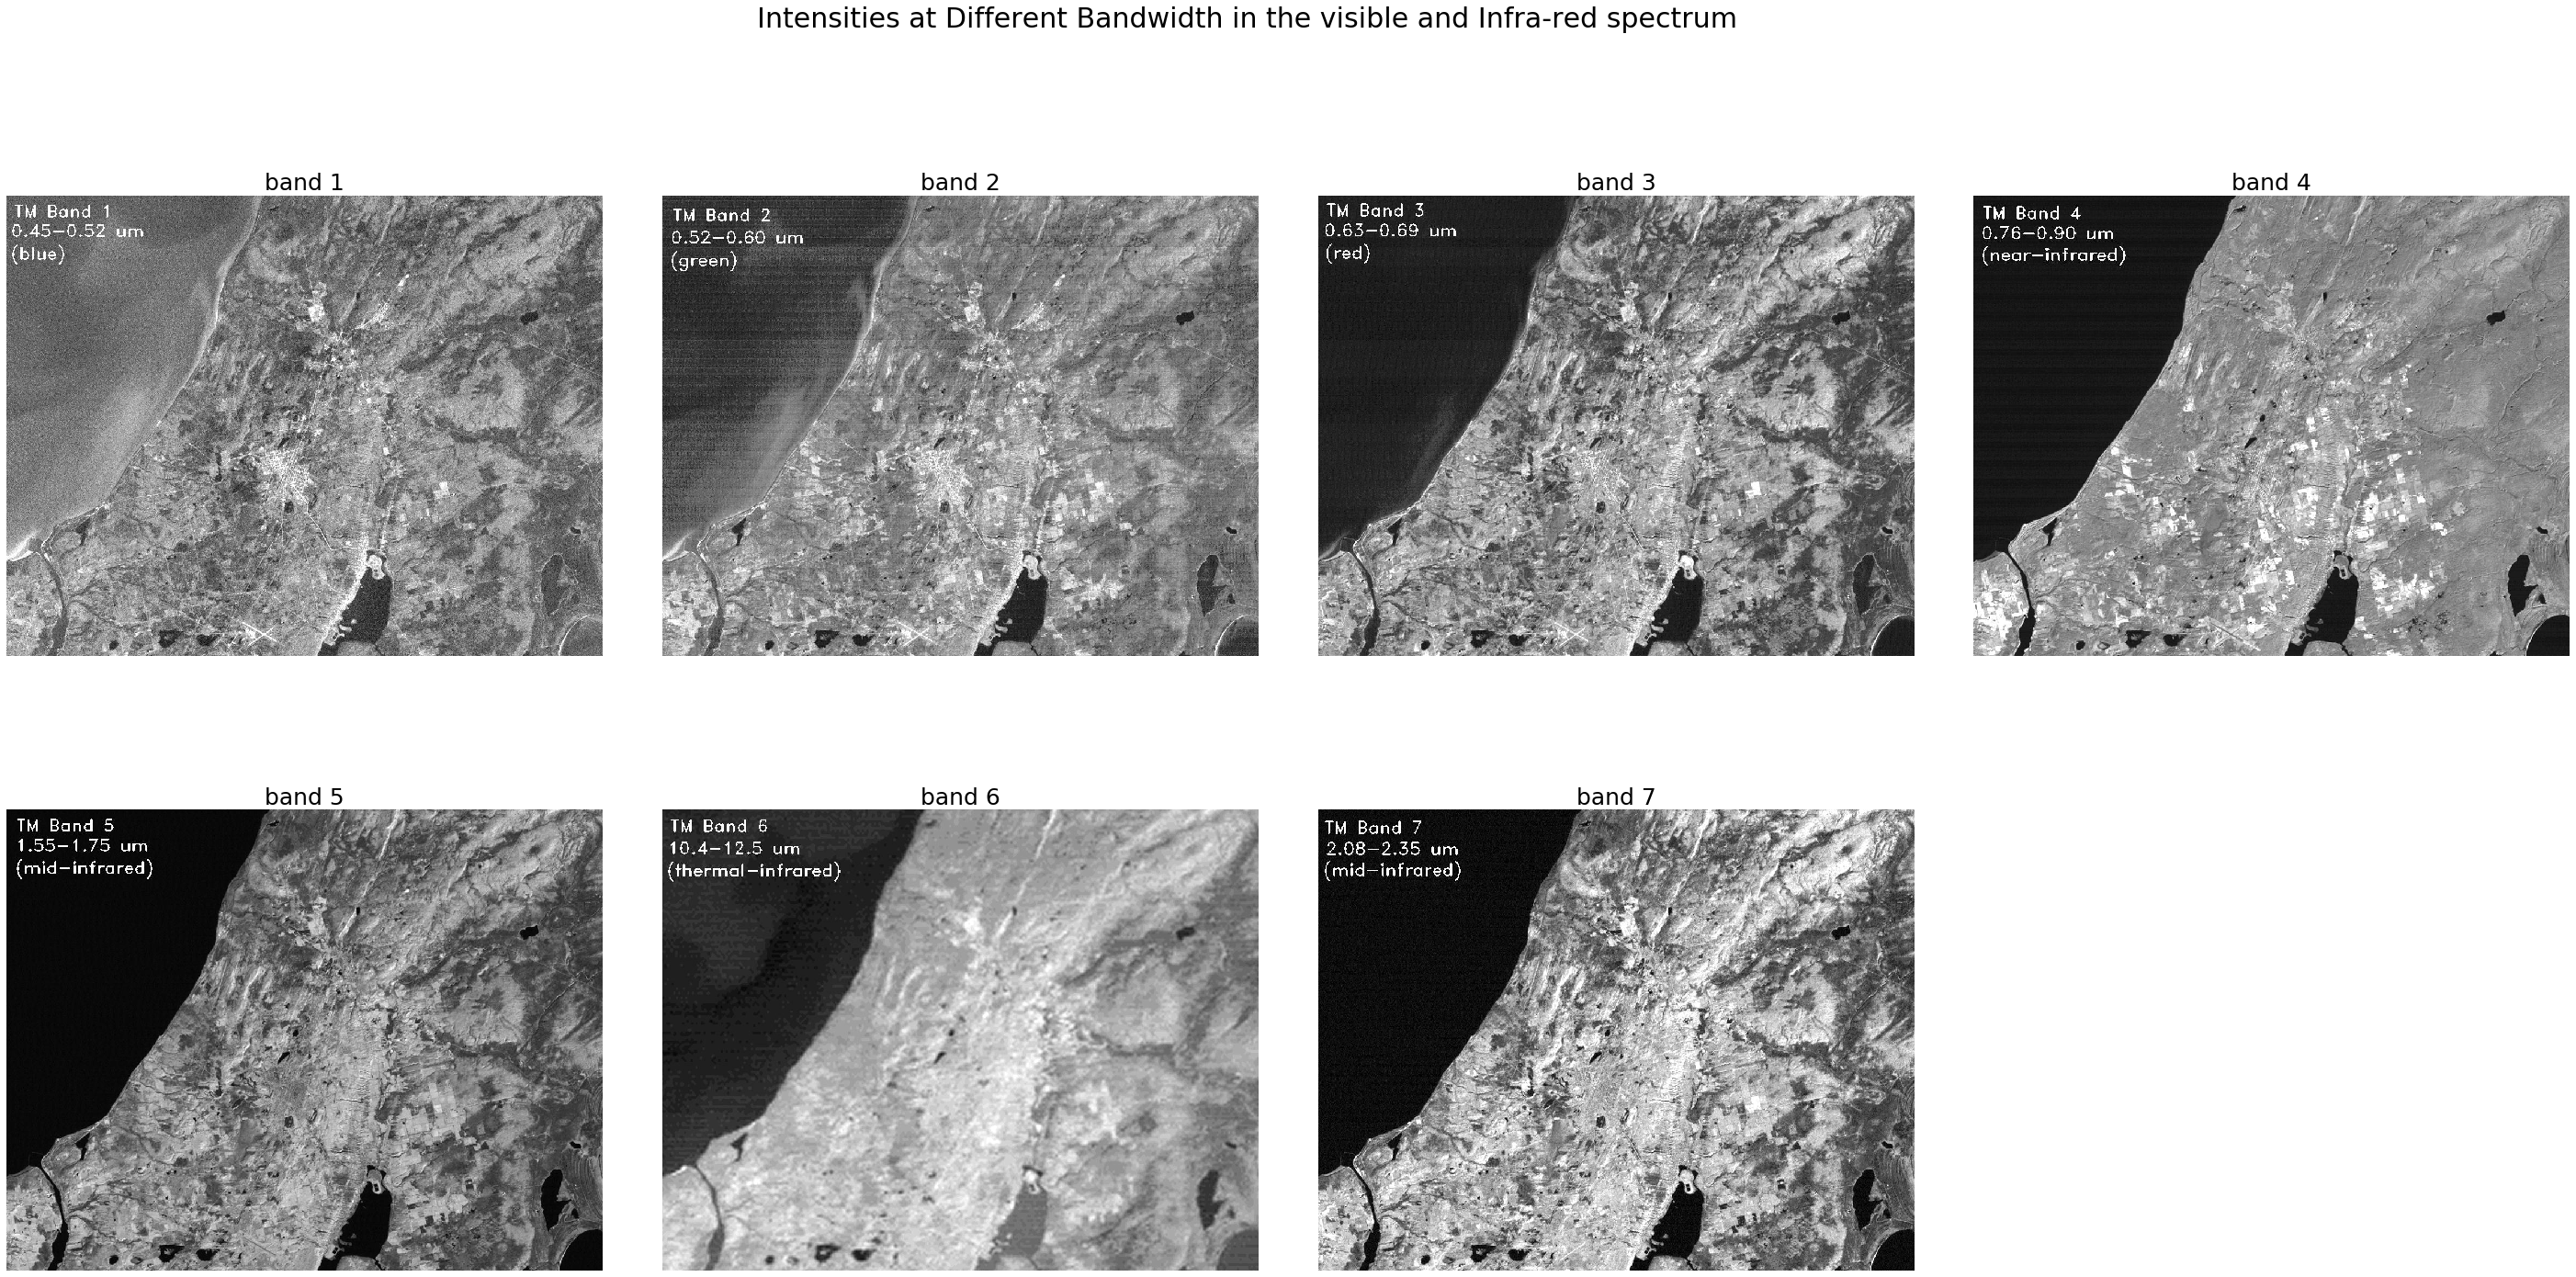 Intensities at Different Bandwidth in the visible and Infra-red spectrum
band 1
TM Band 1
0.45-0.52 um
(blue)
band 2
TM Band 2
0.52-0.60 um
(green)
band 3
TM Band 3
0.63-0.69 um
(red)
band 4
TM Band 4
0.76-0.90 um
(near-infrared)
band 5
TM Band 5
1.55-1.75 um
(mid-infrared)
band 6
TM Band 6
10.4-12.5 um
(thermal-infrared)
band 7
TM Band 7
2.08-2.35 um
(mid-infrared)